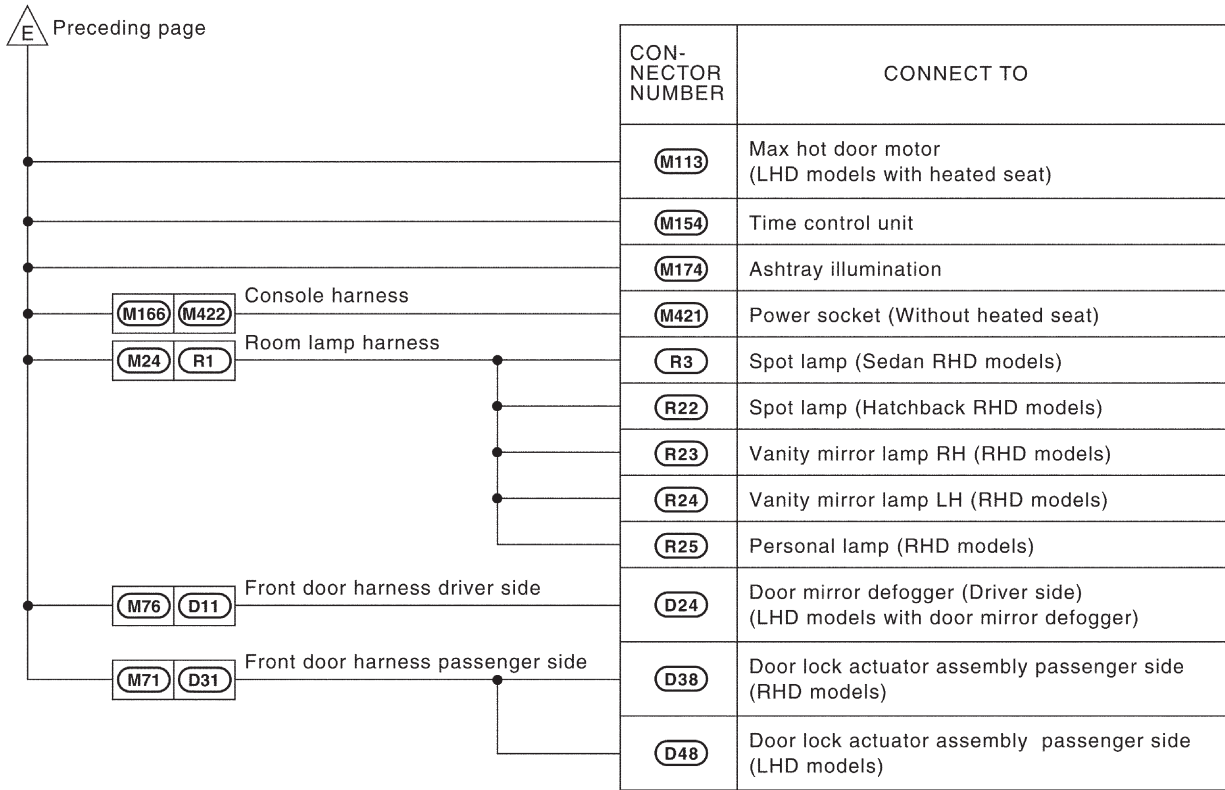 E Preceding page
CON-
NECTOR
NUMBER
CONNECT TO
M113 Max hot door motor
(LHD models with heated seat)
M154 Time control unit
M174 Ashtray illumination
Console harness
M166 M422 M421 Power socket (Without heated seat)
Room lamp harness
M24 R1 R3 Spot lamp (Sedan RHD models)
R22 Spot lamp (Hatchback RHD models)
R23 Vanity mirror lamp RH (RHD models)
R24 Vanity mirror lamp LH (RHD models)
R25 Personal lamp (RHD models)
Front door harness driver side
M76 D11 D24 Door mirror defogger (Driver side)
(LHD models with door mirror defogger)
Front door harness passenger side
M71 D31 D38 Door lock actuator assembly passenger side
(RHD models)
D48 Door lock actuator assembly passenger side
(LHD models)